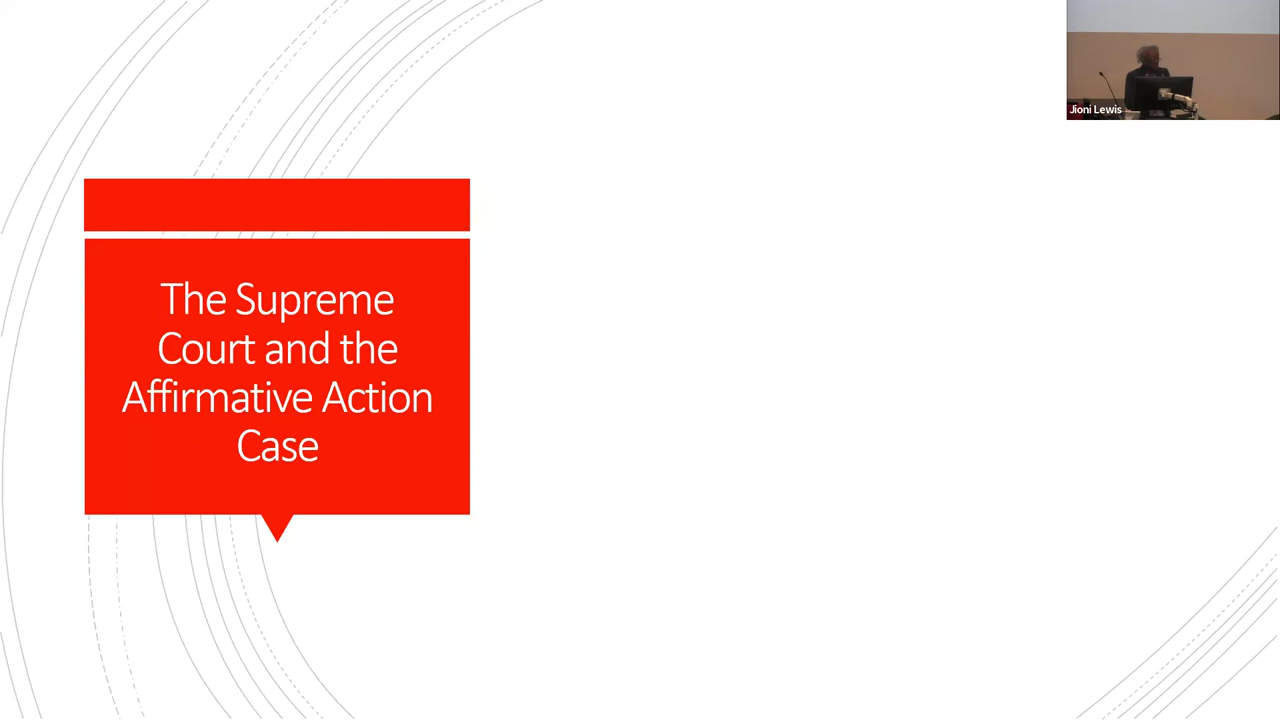 Jioni Lewis
The Supreme
Court and the
Affirmative Action
Case